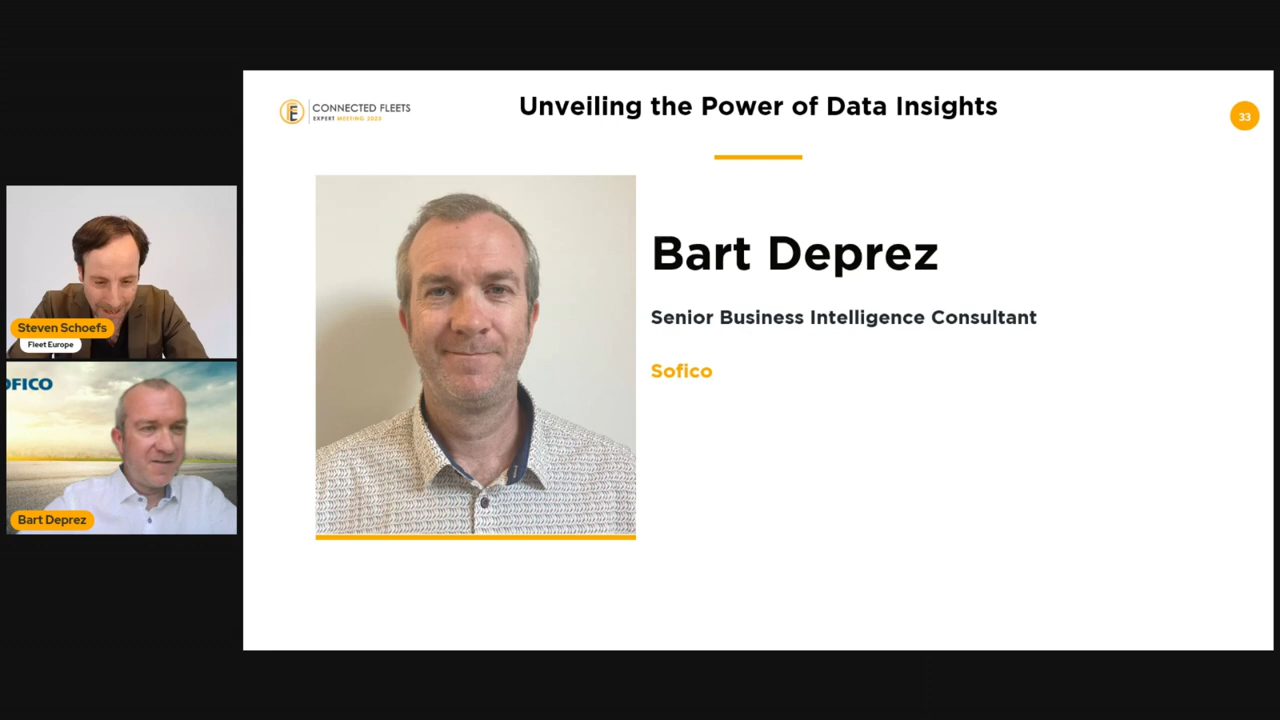 CONNECTED FLEETS
EXPERT MEETING 2023
Unveiling the Power of Data Insights
33
Bart Deprez
Senior Business Intelligence Consultant
Sofico
Steven Schoefs
Fleet Europe
OFICO
Bart Deprez